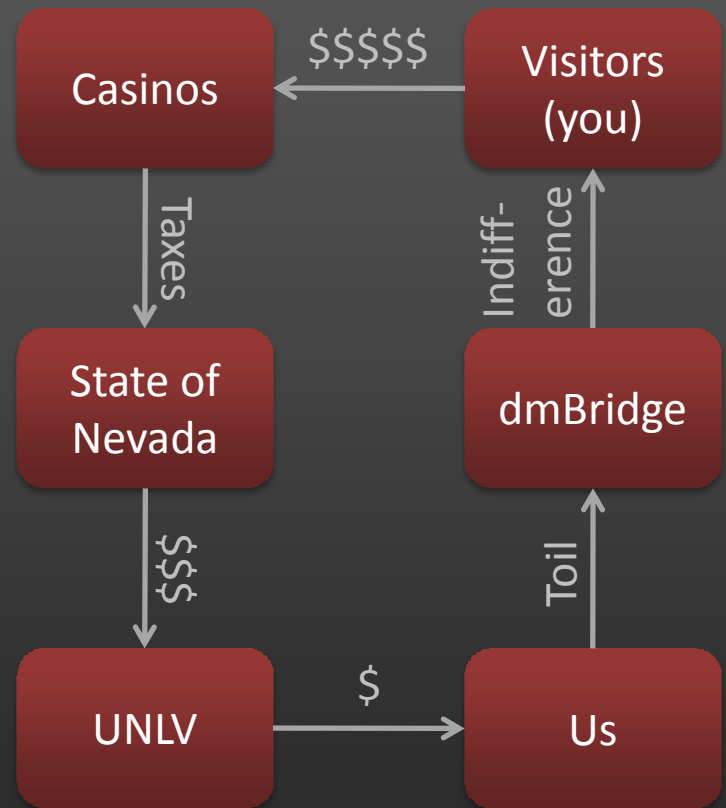 $$$$$
Casinos
Visitors
(you)
Taxes
Indiff-
erence
State of
Nevada
dmBridge
$$$
Toil
$
UNLV
Us